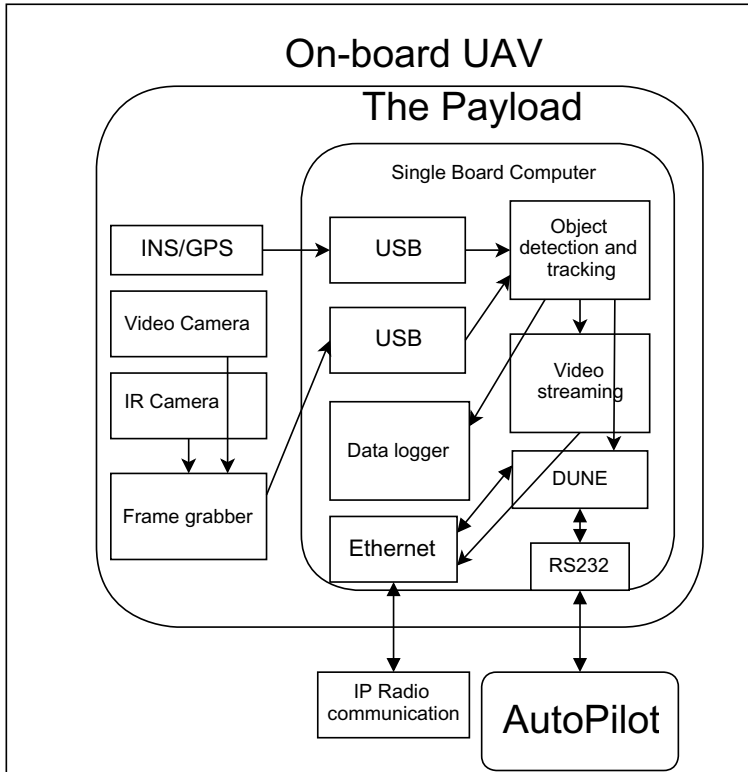 On-board UAV
The Payload
Single Board Computer
INS/GPS
USB
Object
detection and
tracking
Video Camera
USB
IR Camera
Video
streaming
Data logger
Frame grabber
DUNE
Ethernet
RS232
IP Radio
communication
AutoPilot